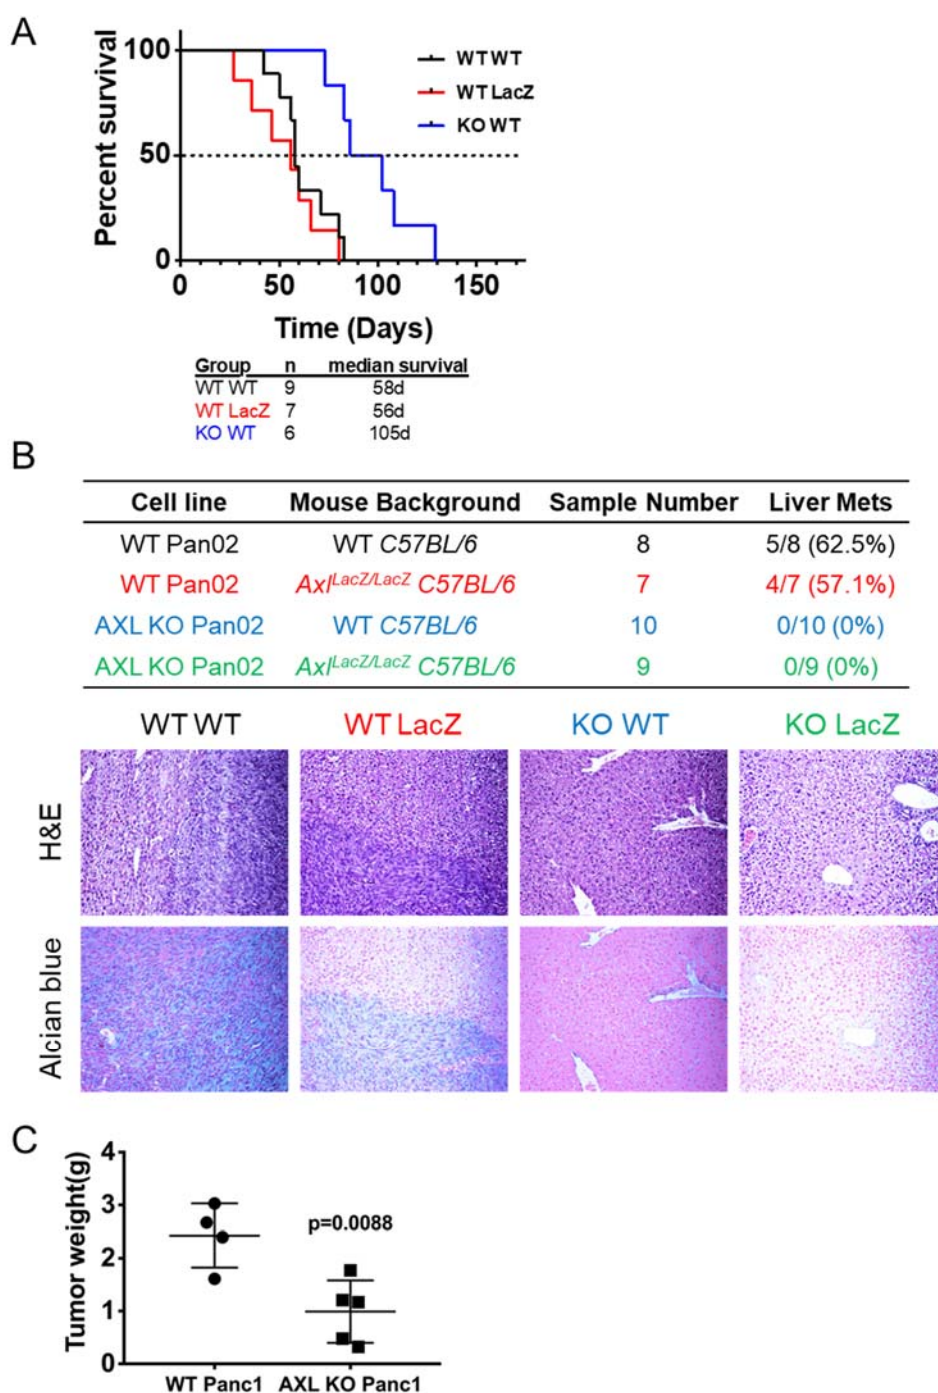 A
Percent survival
100
50
0
0 50 100 150
Time (Days)
WT WT
WT LacZ
KO WT
Group n median survival
WT WT 9 58d
WT LacZ 7 56d
KO WT 6 105d
B
Cell line Mouse Background Sample Number Liver Mets
WT Pan02 WT C57BL/6 8 5/8 (62.5%)
WT Pan02 Axl^LacZ/LacZ C57BL/6 7 4/7 (57.1%)
AXL KO Pan02 WT C57BL/6 10 0/10 (0%)
AXL KO Pan02 Axl^LacZ/LacZ C57BL/6 9 0/9 (0%)
WT WT WT LacZ KO WT KO LacZ
H&E
Alcian blue
C
Tumor weight(g)
4
3
2
1
0
p=0.0088
WT Panc1 AXL KO Panc1